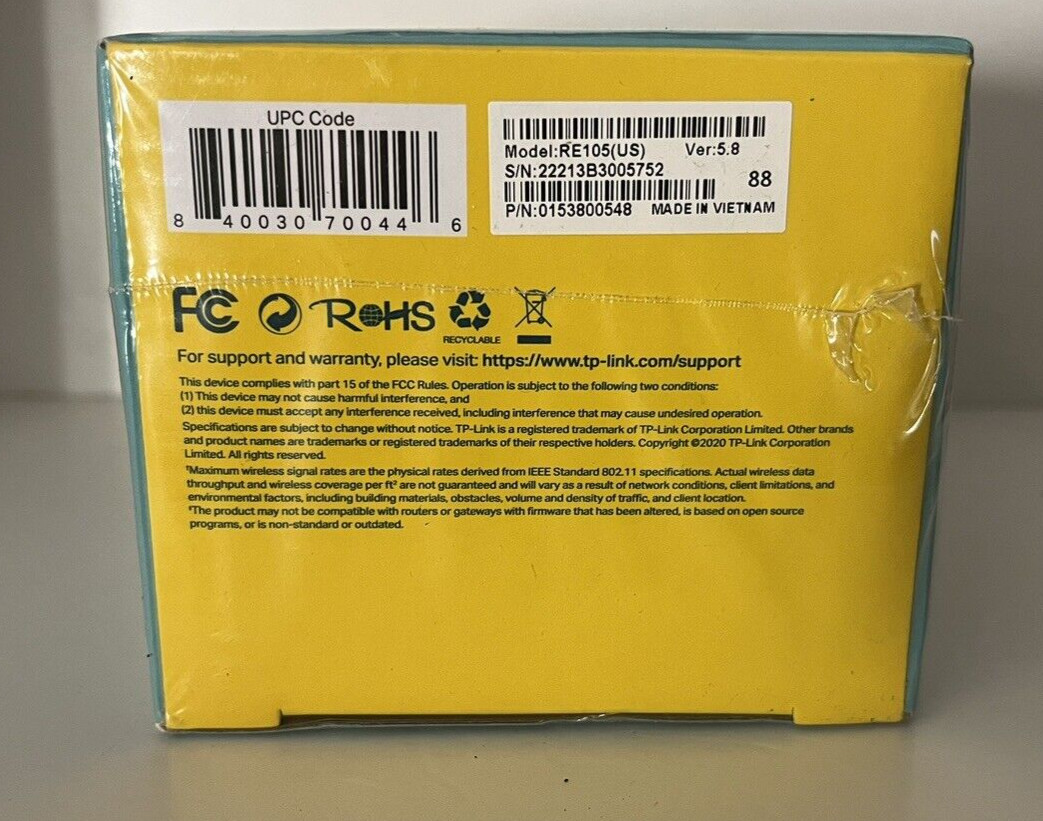 UPC Code
8 40030 70044 6
Model:RE105(US) Ver:5.8
S/N:22213B3005752
88
P/N:0153800548 MADE IN VIETNAM
FC
RoHS
RECYCLABLE
For support and warranty, please visit: https://www.tp-link.com/support
This device complies with part 15 of the FCC Rules. Operation is subject to the following two conditions:
(1) This device may not cause harmful interference, and
(2) this device must accept any interference received, including interference that may cause undesired operation.
Specifications are subject to change without notice. TP-Link is a registered trademark of TP-Link Corporation Limited. Other brands
and product names are trademarks or registered trademarks of their respective holders. Copyright ©2020 TP-Link Corporation
Limited. All rights reserved.
†Maximum wireless signal rates are the physical rates derived from IEEE Standard 802.11 specifications. Actual wireless data
throughput and wireless coverage per ft² are not guaranteed and will vary as a result of network conditions, client limitations, and
environmental factors, including building materials, obstacles, volume and density of traffic, and client location.
‡The product may not be compatible with routers or gateways with firmware that has been altered, is based on open source
programs, or is non-standard or outdated.